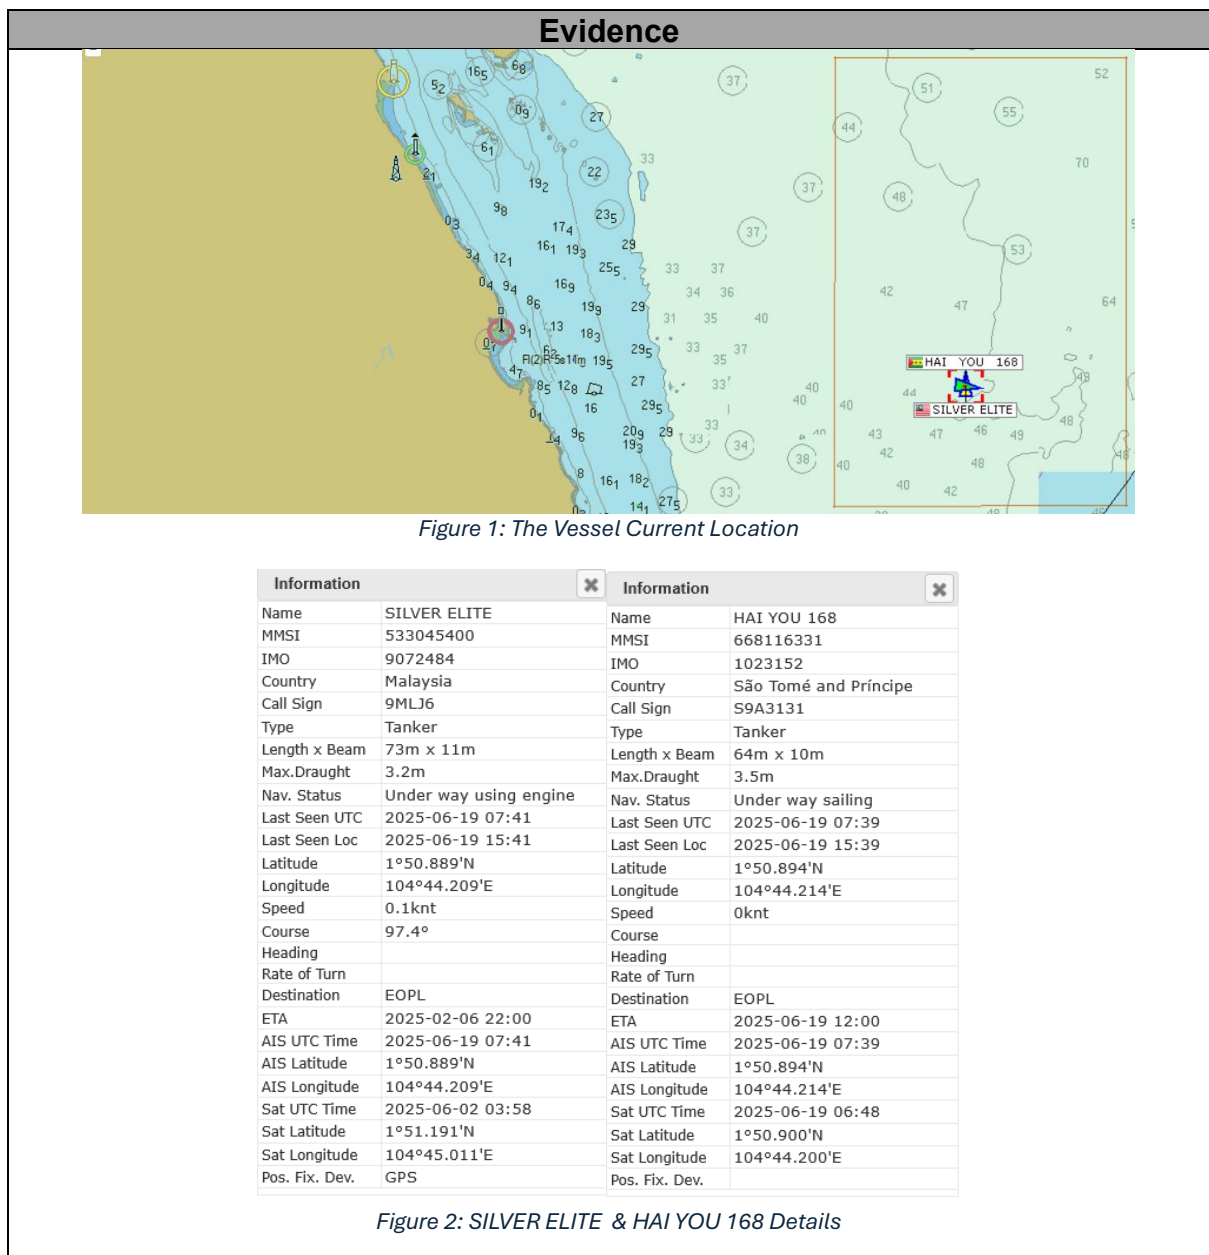 Evidence
HAI YOU 168
SILVER ELITE
Fl(2)R 5s11m
Figure 1: The Vessel Current Location
Information
Name SILVER ELITE
MMSI 533045400
IMO 9072484
Country Malaysia
Call Sign 9MLJ6
Type Tanker
Length x Beam 73m x 11m
Max.Draught 3.2m
Nav. Status Under way using engine
Last Seen UTC 2025-06-19 07:41
Last Seen Loc 2025-06-19 15:41
Latitude 1°50.889'N
Longitude 104°44.209'E
Speed 0.1knt
Course 97.4°
Heading
Rate of Turn
Destination EOPL
ETA 2025-02-06 22:00
AIS UTC Time 2025-06-19 07:41
AIS Latitude 1°50.889'N
AIS Longitude 104°44.209'E
Sat UTC Time 2025-06-02 03:58
Sat Latitude 1°51.191'N
Sat Longitude 104°45.011'E
Pos. Fix. Dev. GPS
Information
Name HAI YOU 168
MMSI 668116331
IMO 1023152
Country São Tomé and Príncipe
Call Sign S9A3131
Type Tanker
Length x Beam 64m x 10m
Max.Draught 3.5m
Nav. Status Under way sailing
Last Seen UTC 2025-06-19 07:39
Last Seen Loc 2025-06-19 15:39
Latitude 1°50.894'N
Longitude 104°44.214'E
Speed 0knt
Course
Heading
Rate of Turn
Destination EOPL
ETA 2025-06-19 12:00
AIS UTC Time 2025-06-19 07:39
AIS Latitude 1°50.894'N
AIS Longitude 104°44.214'E
Sat UTC Time 2025-06-19 06:48
Sat Latitude 1°50.900'N
Sat Longitude 104°44.200'E
Pos. Fix. Dev.
Figure 2: SILVER ELITE & HAI YOU 168 Details